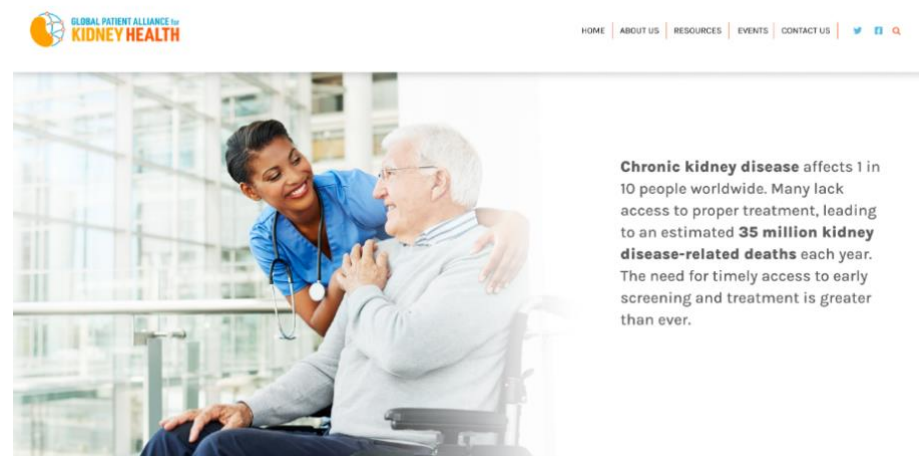 GLOBAL PATIENT ALLIANCE for
KIDNEY HEALTH
HOME
ABOUT US
RESOURCES
EVENTS
CONTACT US
Chronic kidney disease affects 1 in
10 people worldwide. Many lack
access to proper treatment, leading
to an estimated 35 million kidney
disease-related deaths each year.
The need for timely access to early
screening and treatment is greater
than ever.